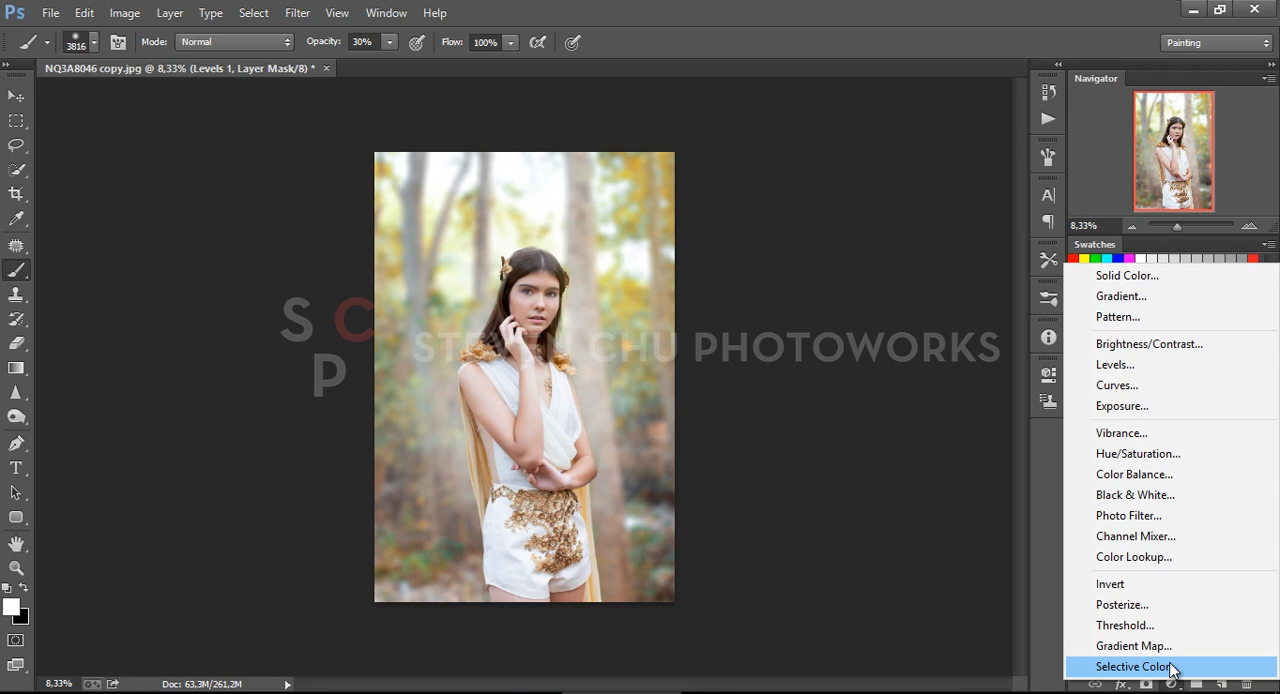 Ps File Edit Image Layer Type Select Filter View Window Help
3816 Mode: Normal Opacity: 30% Flow: 100% Painting
NQ3A8046 copy.jpg @ 8,33% (Levels 1, Layer Mask/8) * ×
Navigator
8,33%
Swatches
Solid Color...
Gradient...
Pattern...
Brightness/Contrast...
Levels...
Curves...
Exposure...
Vibrance...
Hue/Saturation...
Color Balance...
Black & White...
Photo Filter...
Channel Mixer...
Color Lookup...
Invert
Posterize...
Threshold...
Gradient Map...
Selective Color
S C
P
STEVEN CHU PHOTOWORKS
8,33% Doc: 63,3M/261,2M